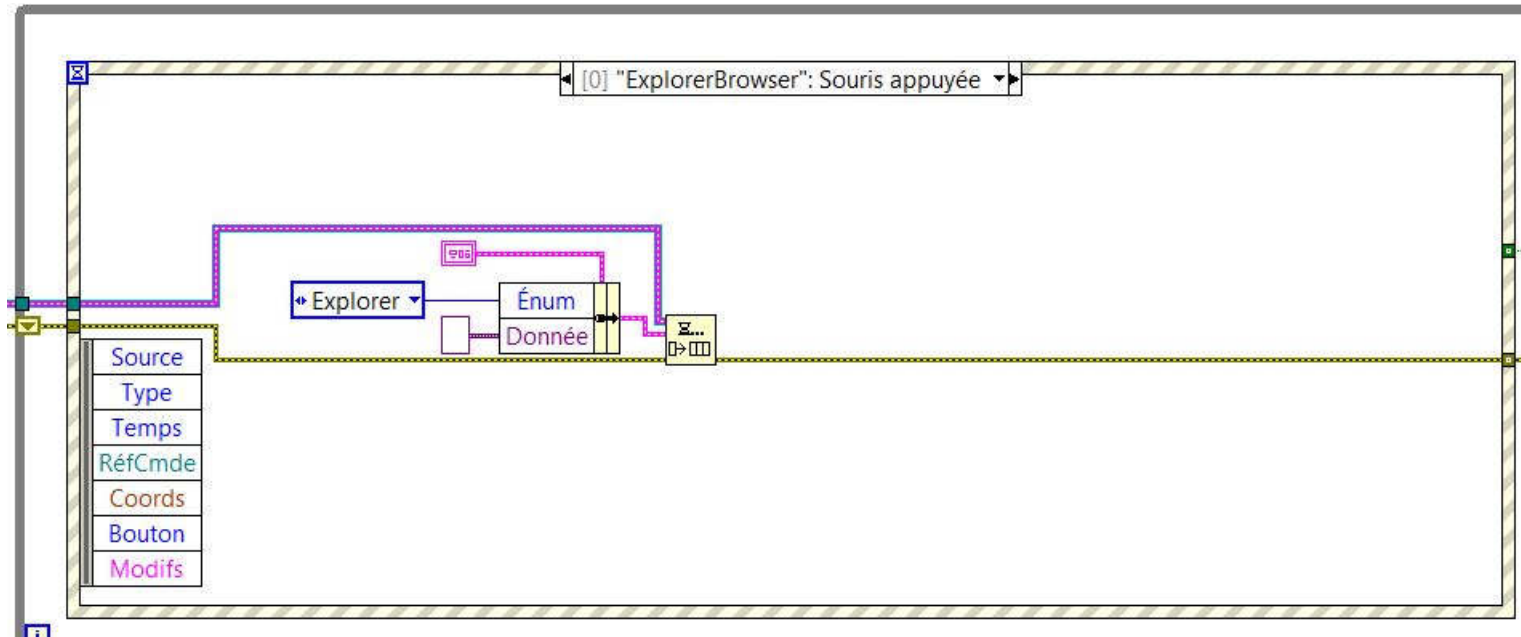 [0] "ExplorerBrowser": Souris appuyée
Explorer
Énum
Donnée
Source
Type
Temps
RéfCmde
Coords
Bouton
Modifs
i